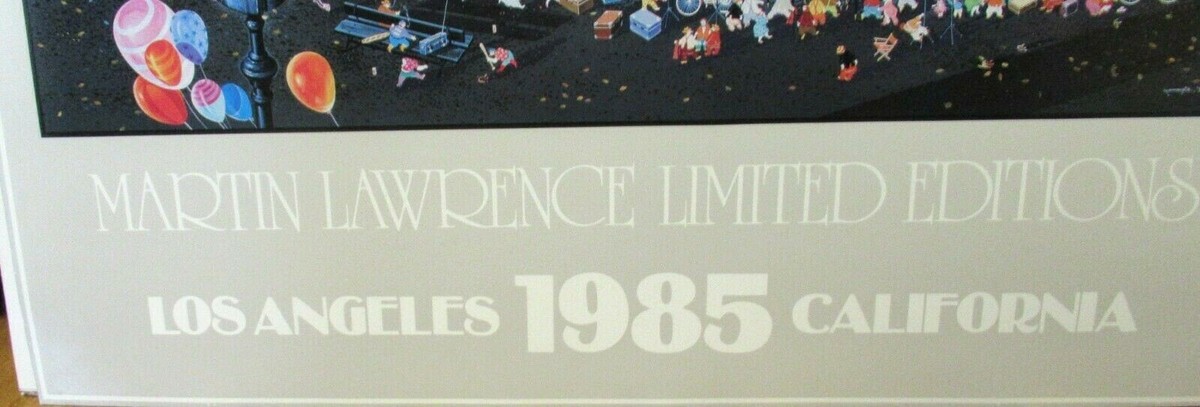 MARTIN LAWRENCE LIMITED EDITIONS
LOS ANGELES 1985 CALIFORNIA